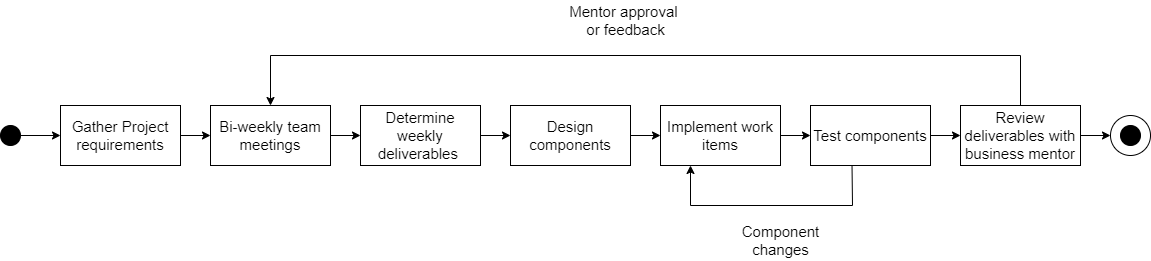 Mentor approval
or feedback
Gather Project
requirements
Bi-weekly team
meetings
Determine
weekly
deliverables
Design
components
Implement work
items
Test components
Review
deliverables with
business mentor
Component
changes